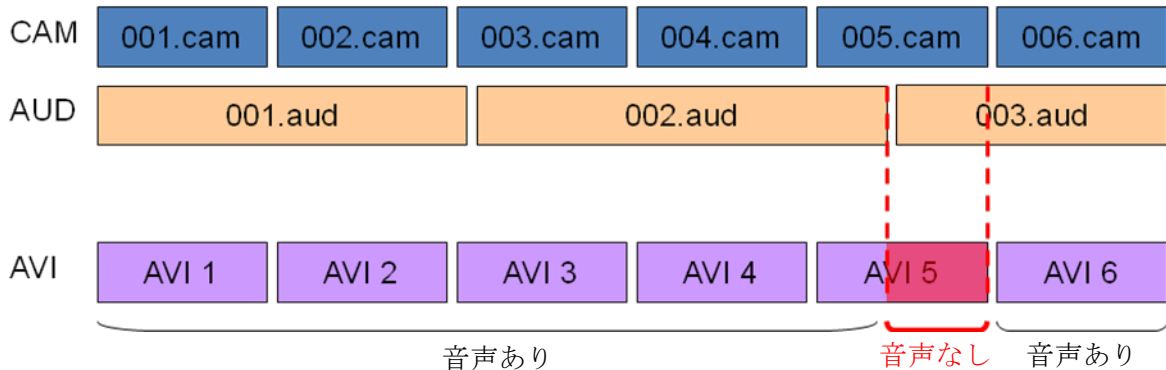 CAM 001.cam 002.cam 003.cam 004.cam 005.cam 006.cam
AUD 001.aud 002.aud 003.aud
AVI AVI 1 AVI 2 AVI 3 AVI 4 AVI 5 AVI 6
音声あり 音声なし 音声あり